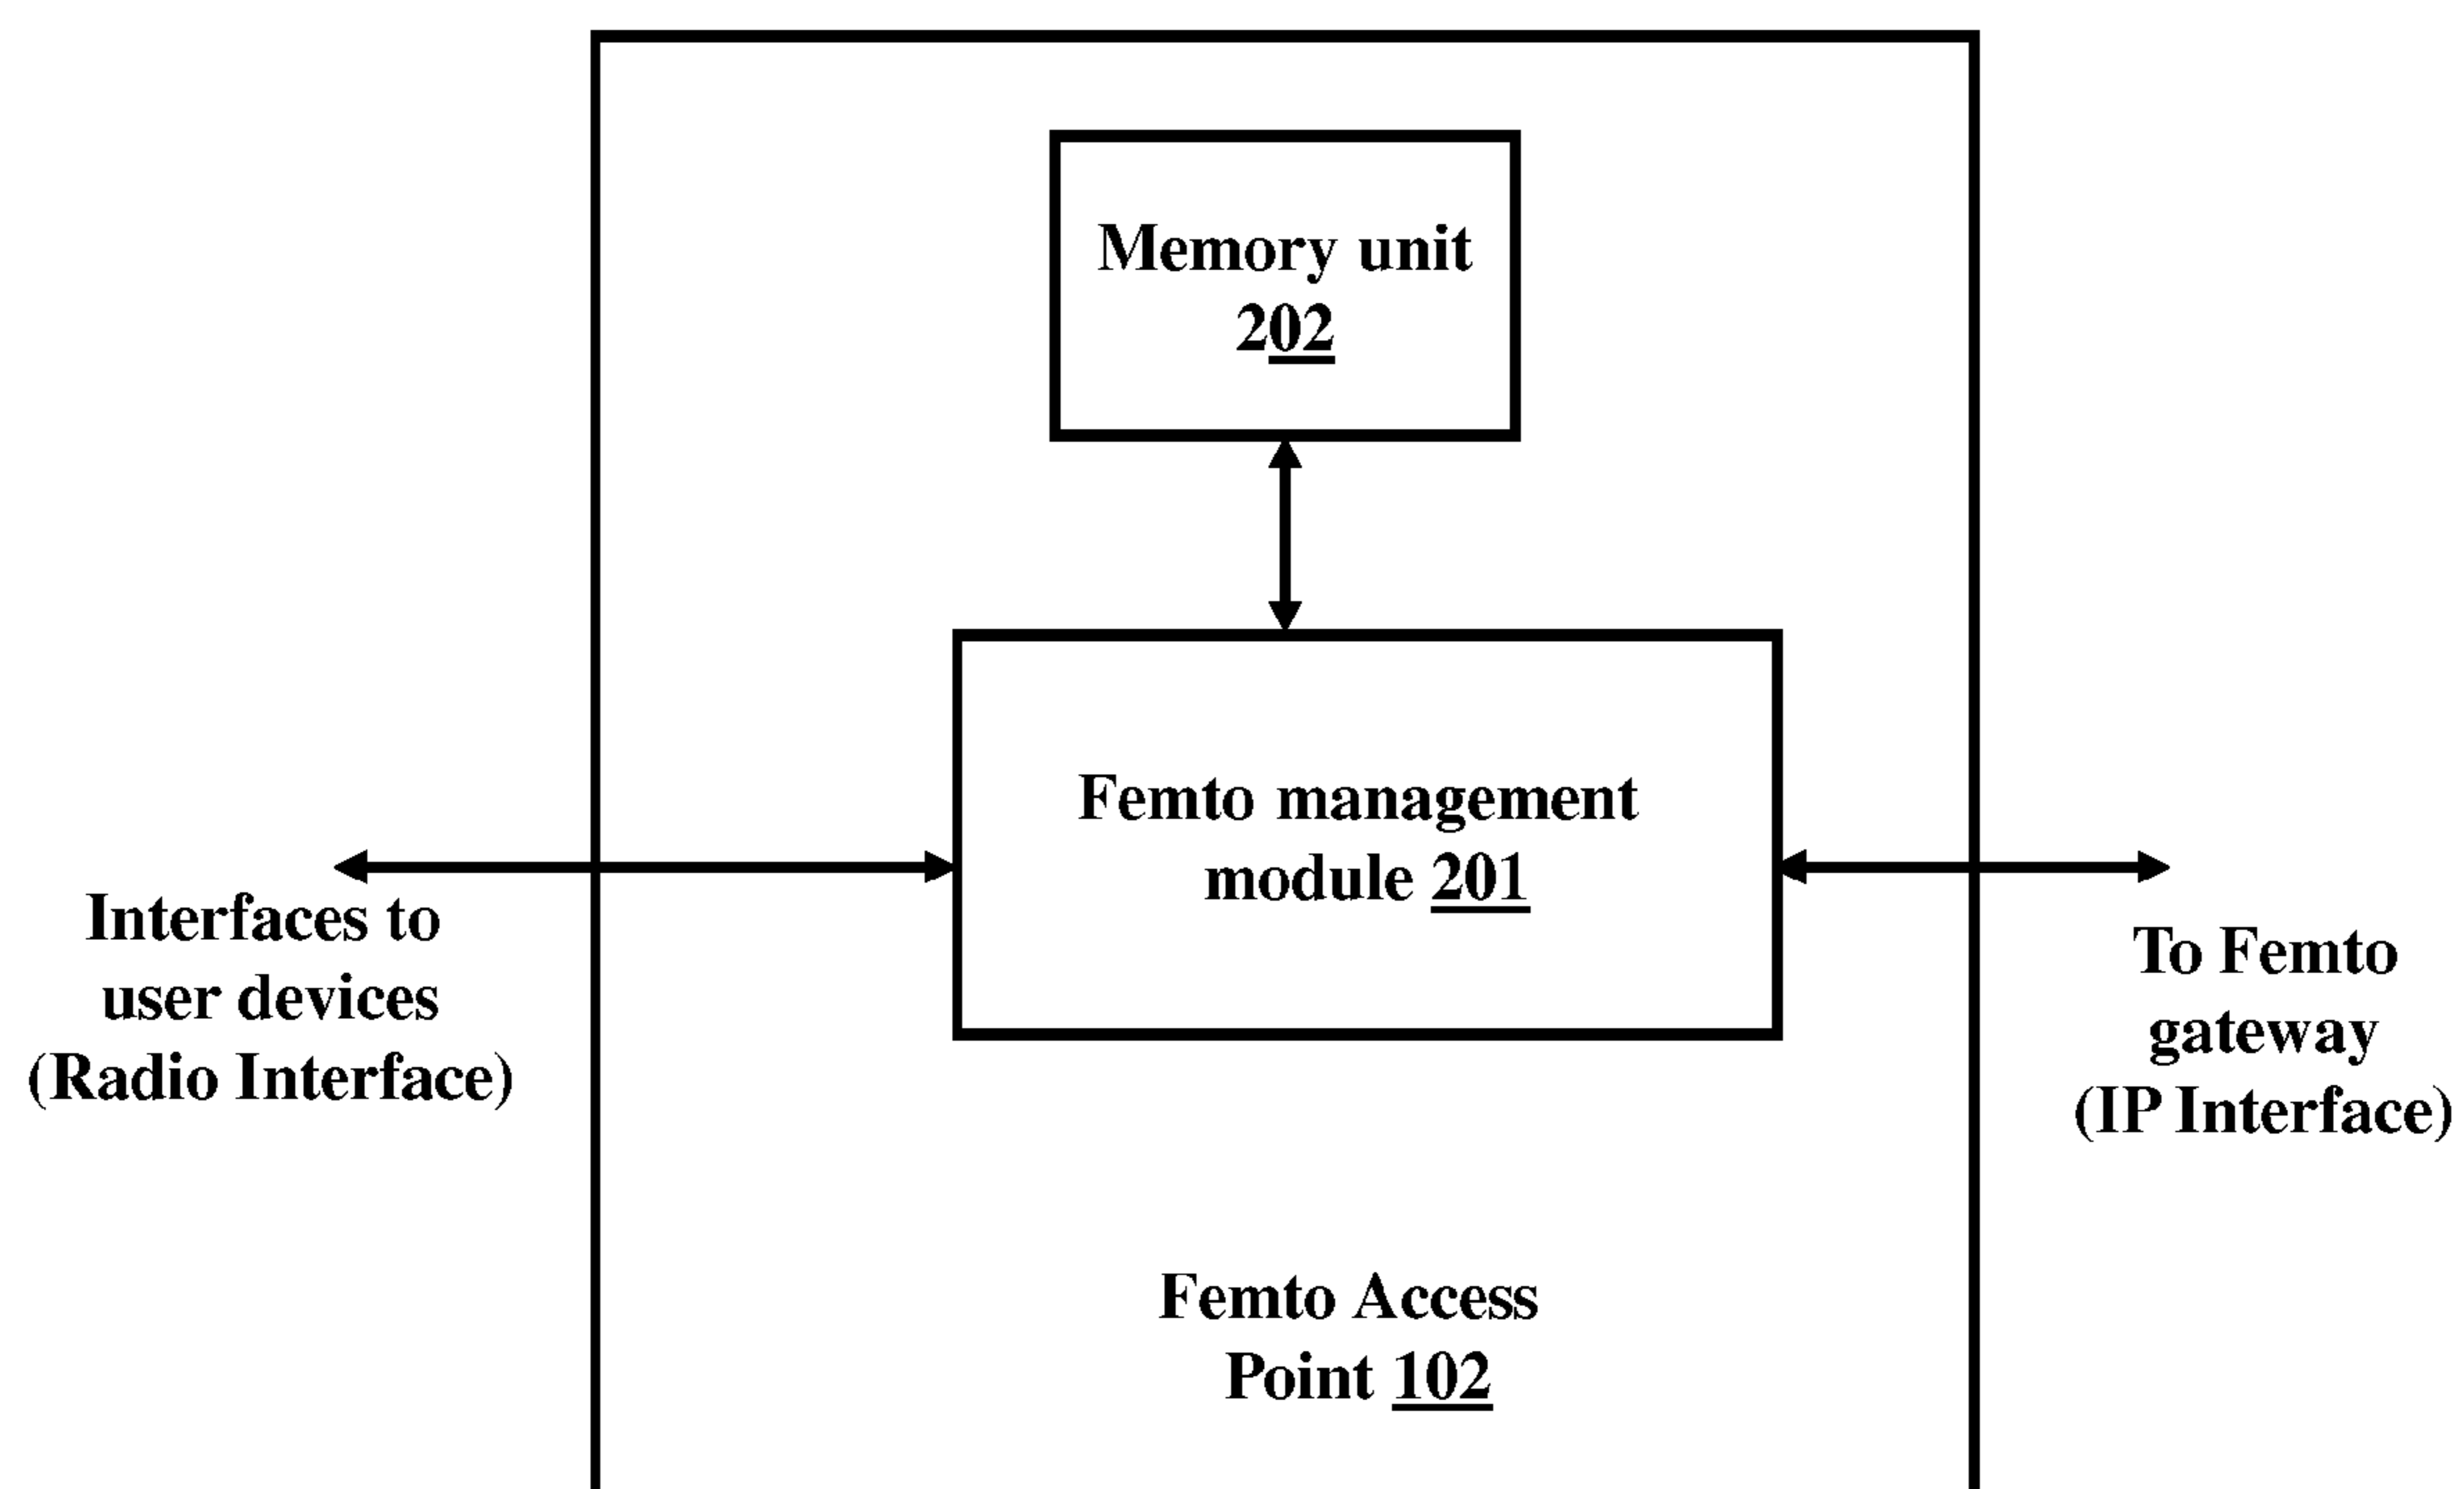 Memory unit
202
Femto management
module 201
Interfaces to
user devices
(Radio Interface)
To Femto
gateway
(IP Interface)
Femto Access
Point 102